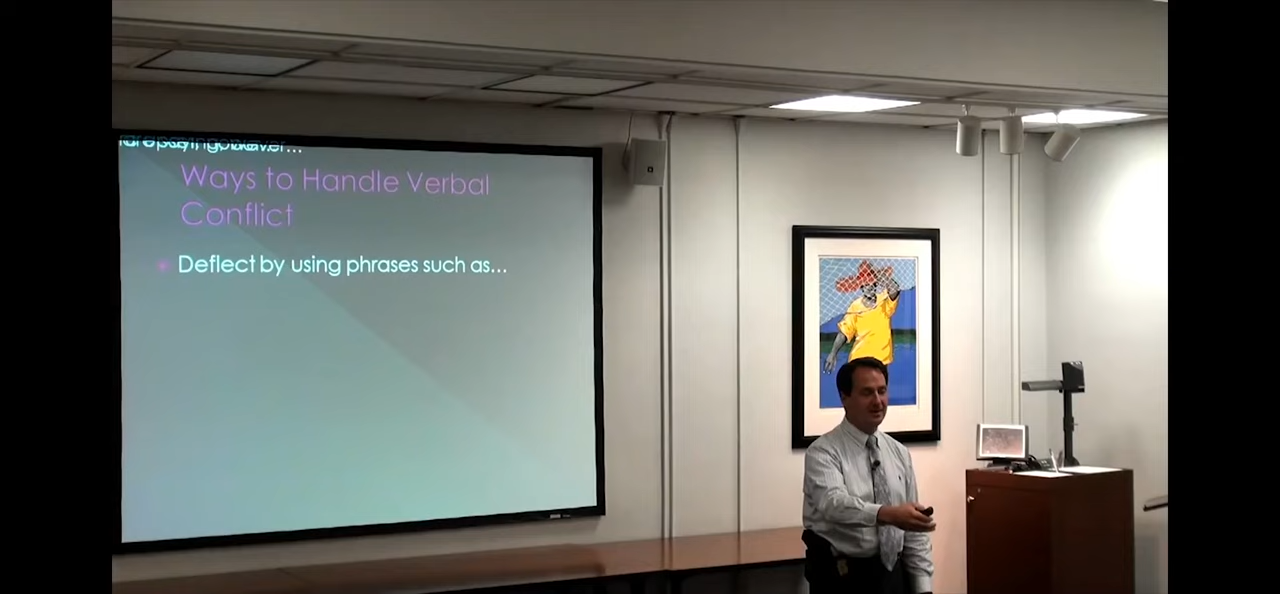 Ways to Handle Verbal
Conflict
Deflect by using phrases such as...